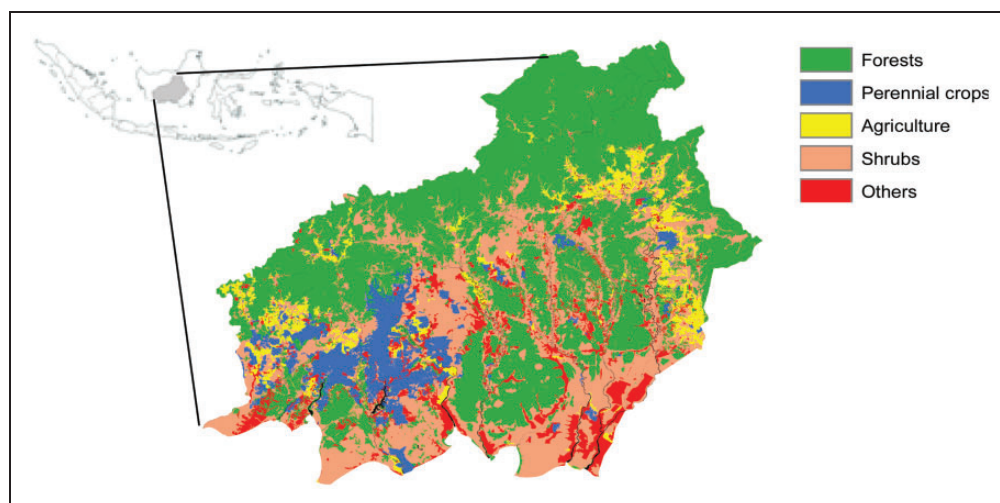 Forests
Perennial crops
Agriculture
Shrubs
Others